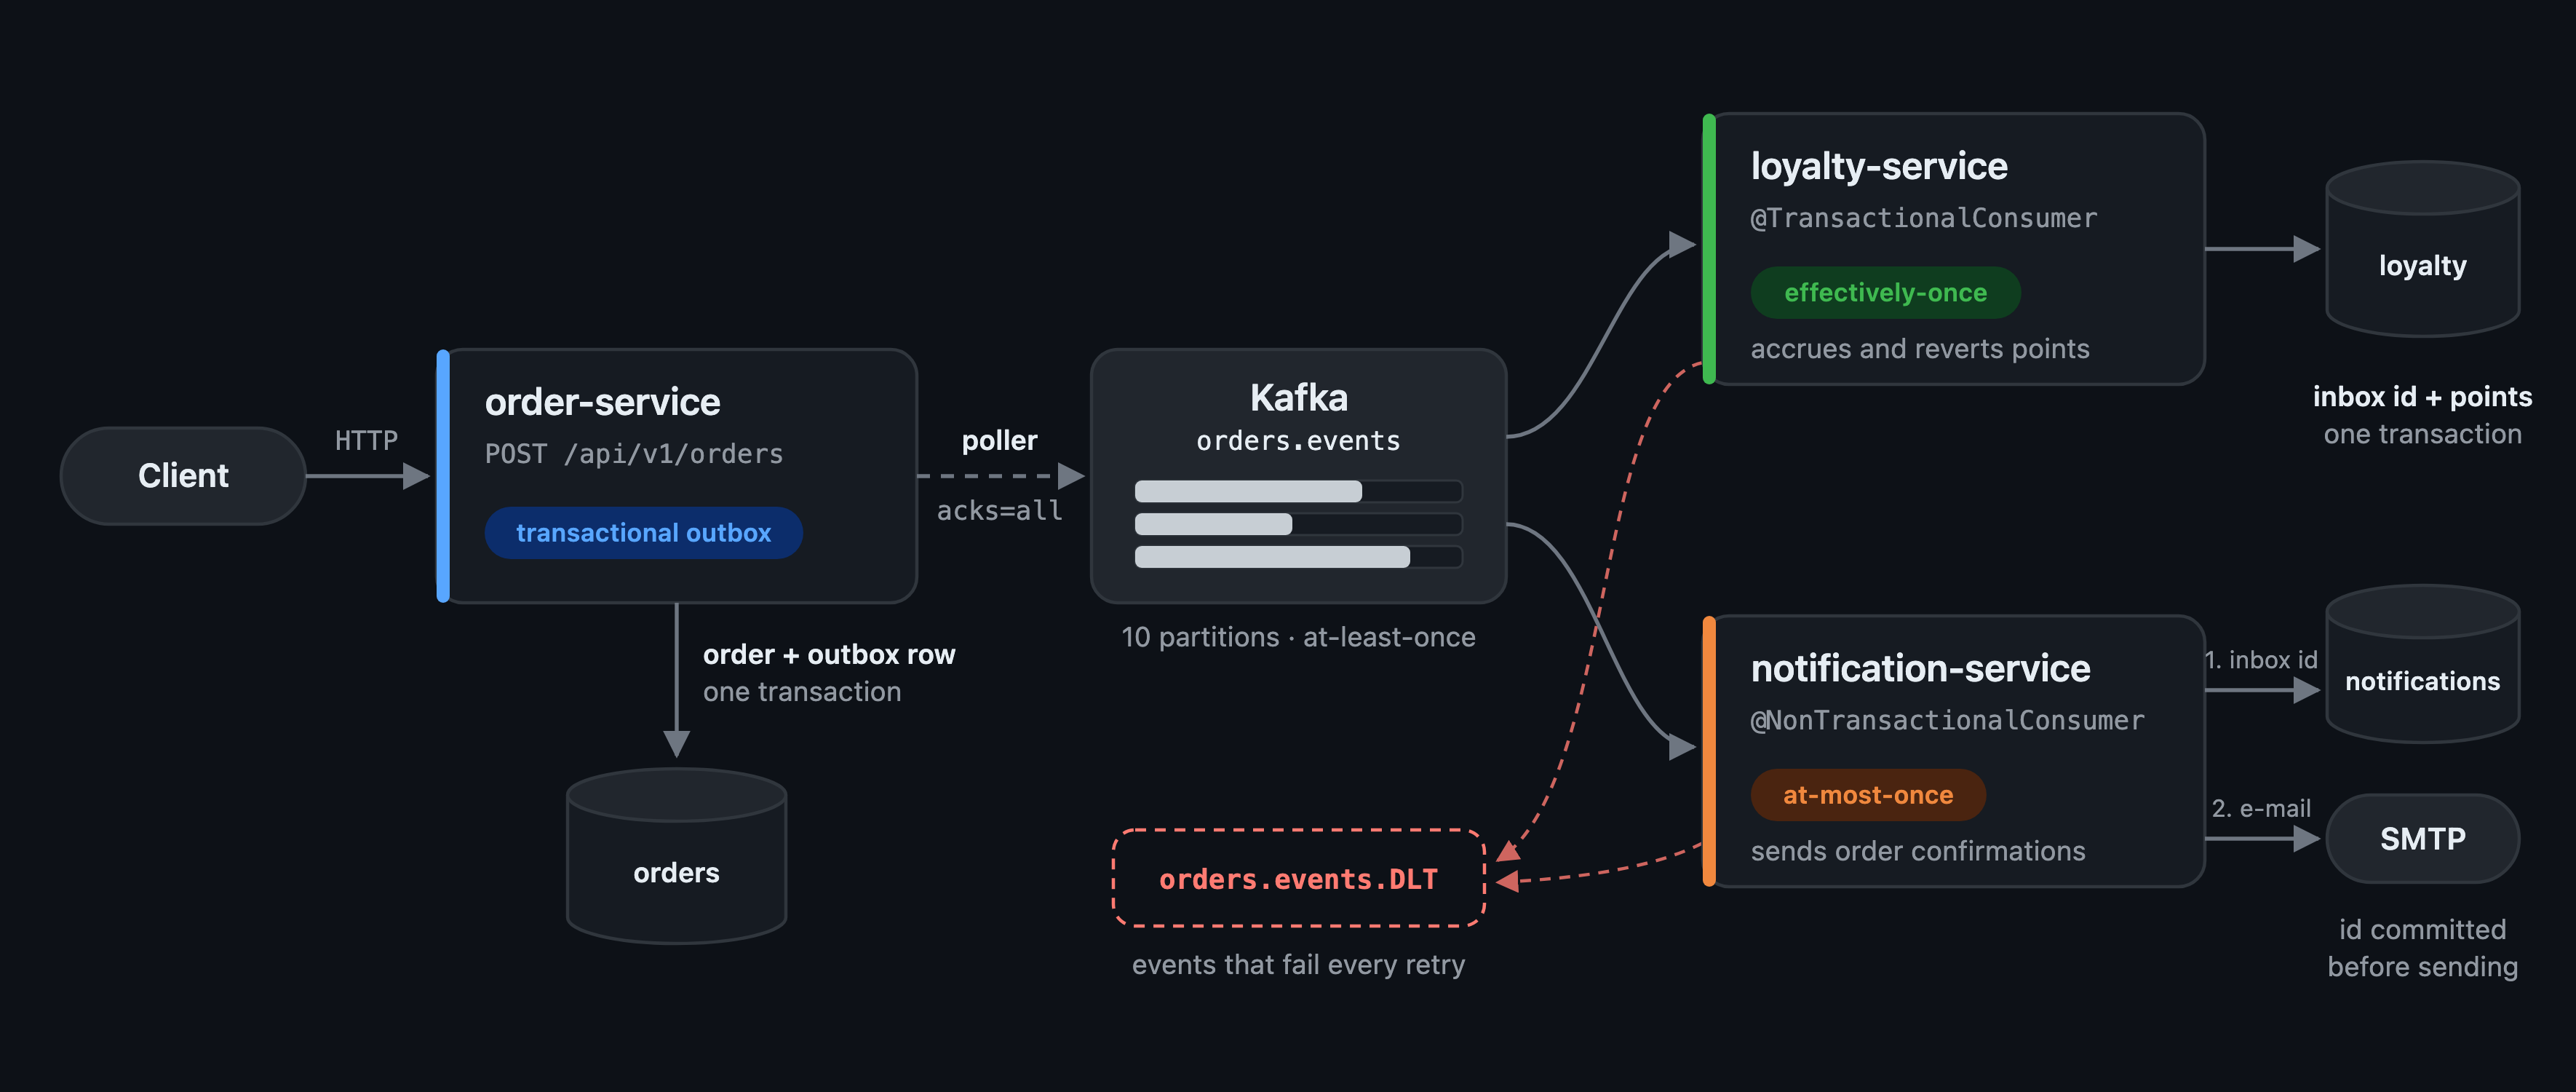 Client
HTTP
order-service
POST /api/v1/orders
transactional outbox
order + outbox row
one transaction
orders
poller
acks=all
Kafka
orders.events
10 partitions · at-least-once
orders.events.DLT
events that fail every retry
loyalty-service
@TransactionalConsumer
effectively-once
accrues and reverts points
loyalty
inbox id + points
one transaction
notification-service
@NonTransactionalConsumer
at-most-once
sends order confirmations
1. inbox id
notifications
2. e-mail
SMTP
id committed
before sending